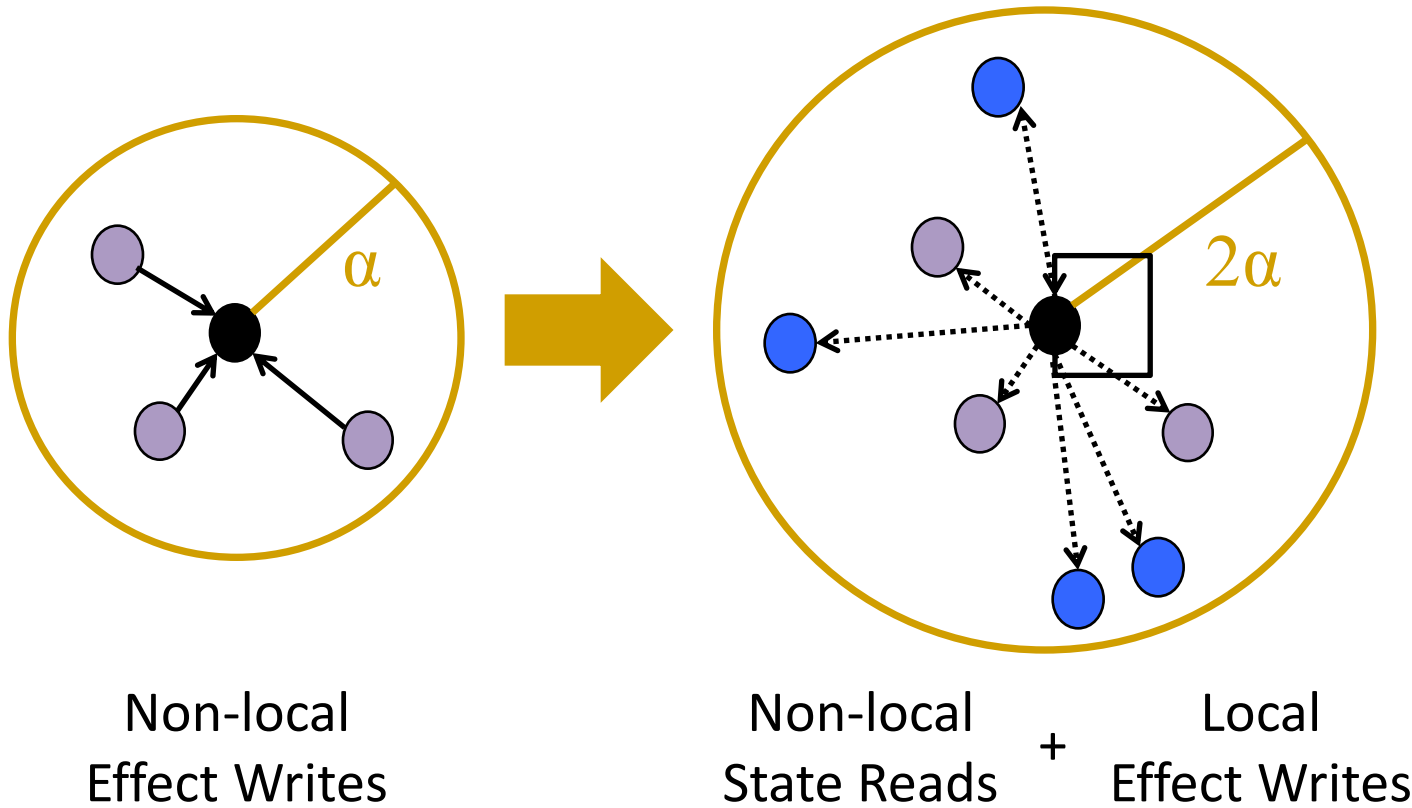 α
2α
Non-local
Effect Writes
Non-local
State Reads
+
Local
Effect Writes